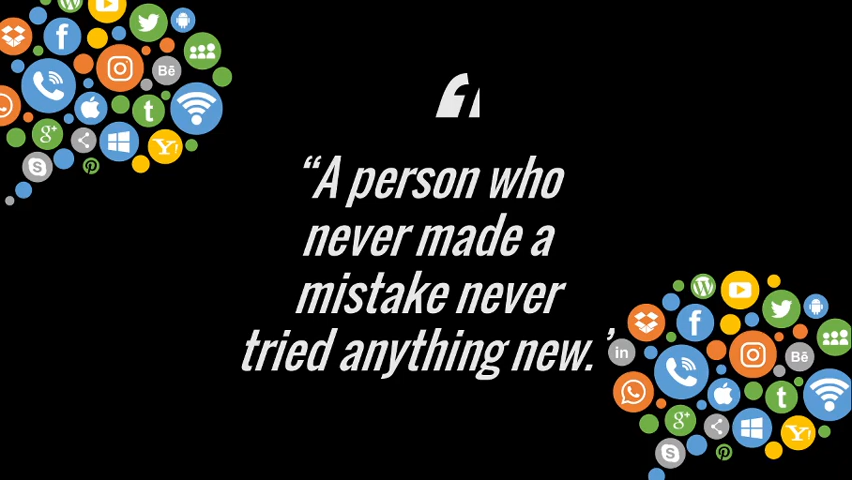 “A person who
never made a
mistake never
tried anything new.’